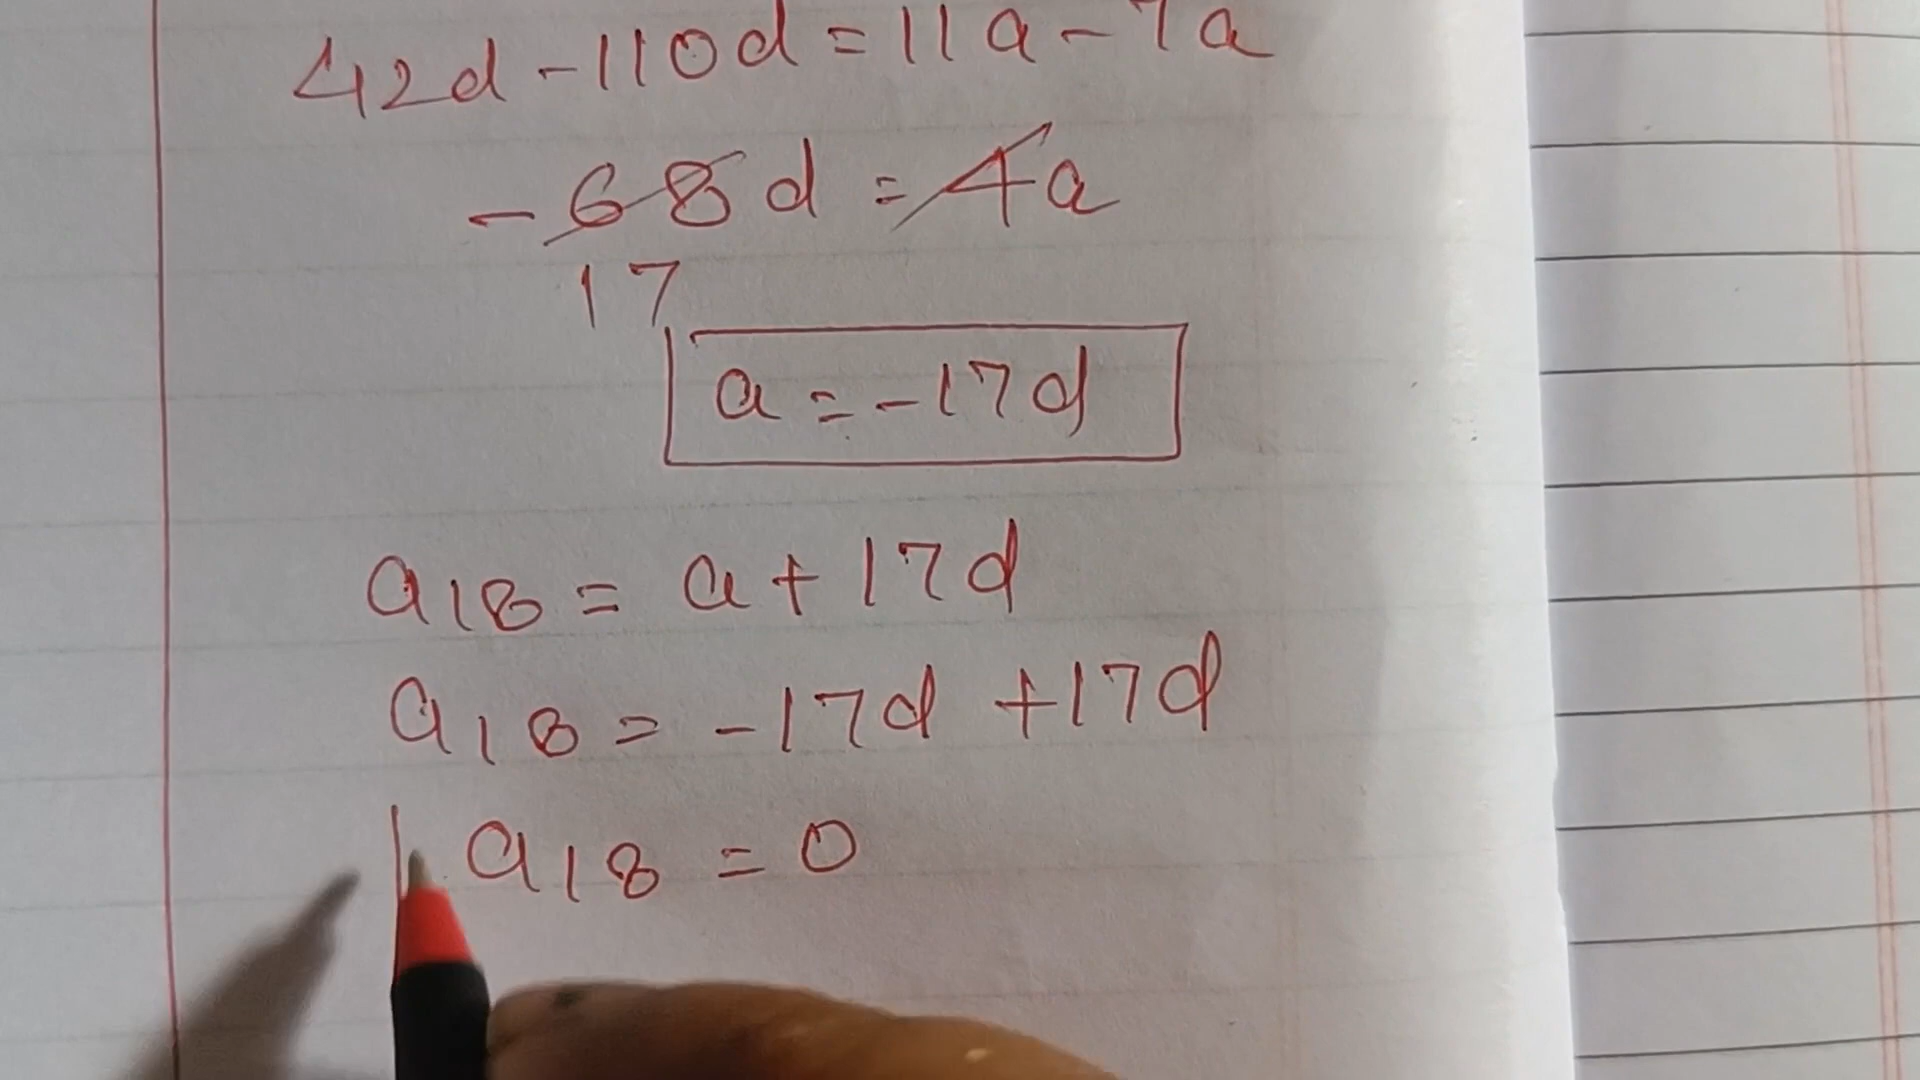 42d - 110d = 11a - 7a
- 68d = 4a
17
a = -17d
a18 = a + 17d
a18 = -17d + 17d
a18 = 0